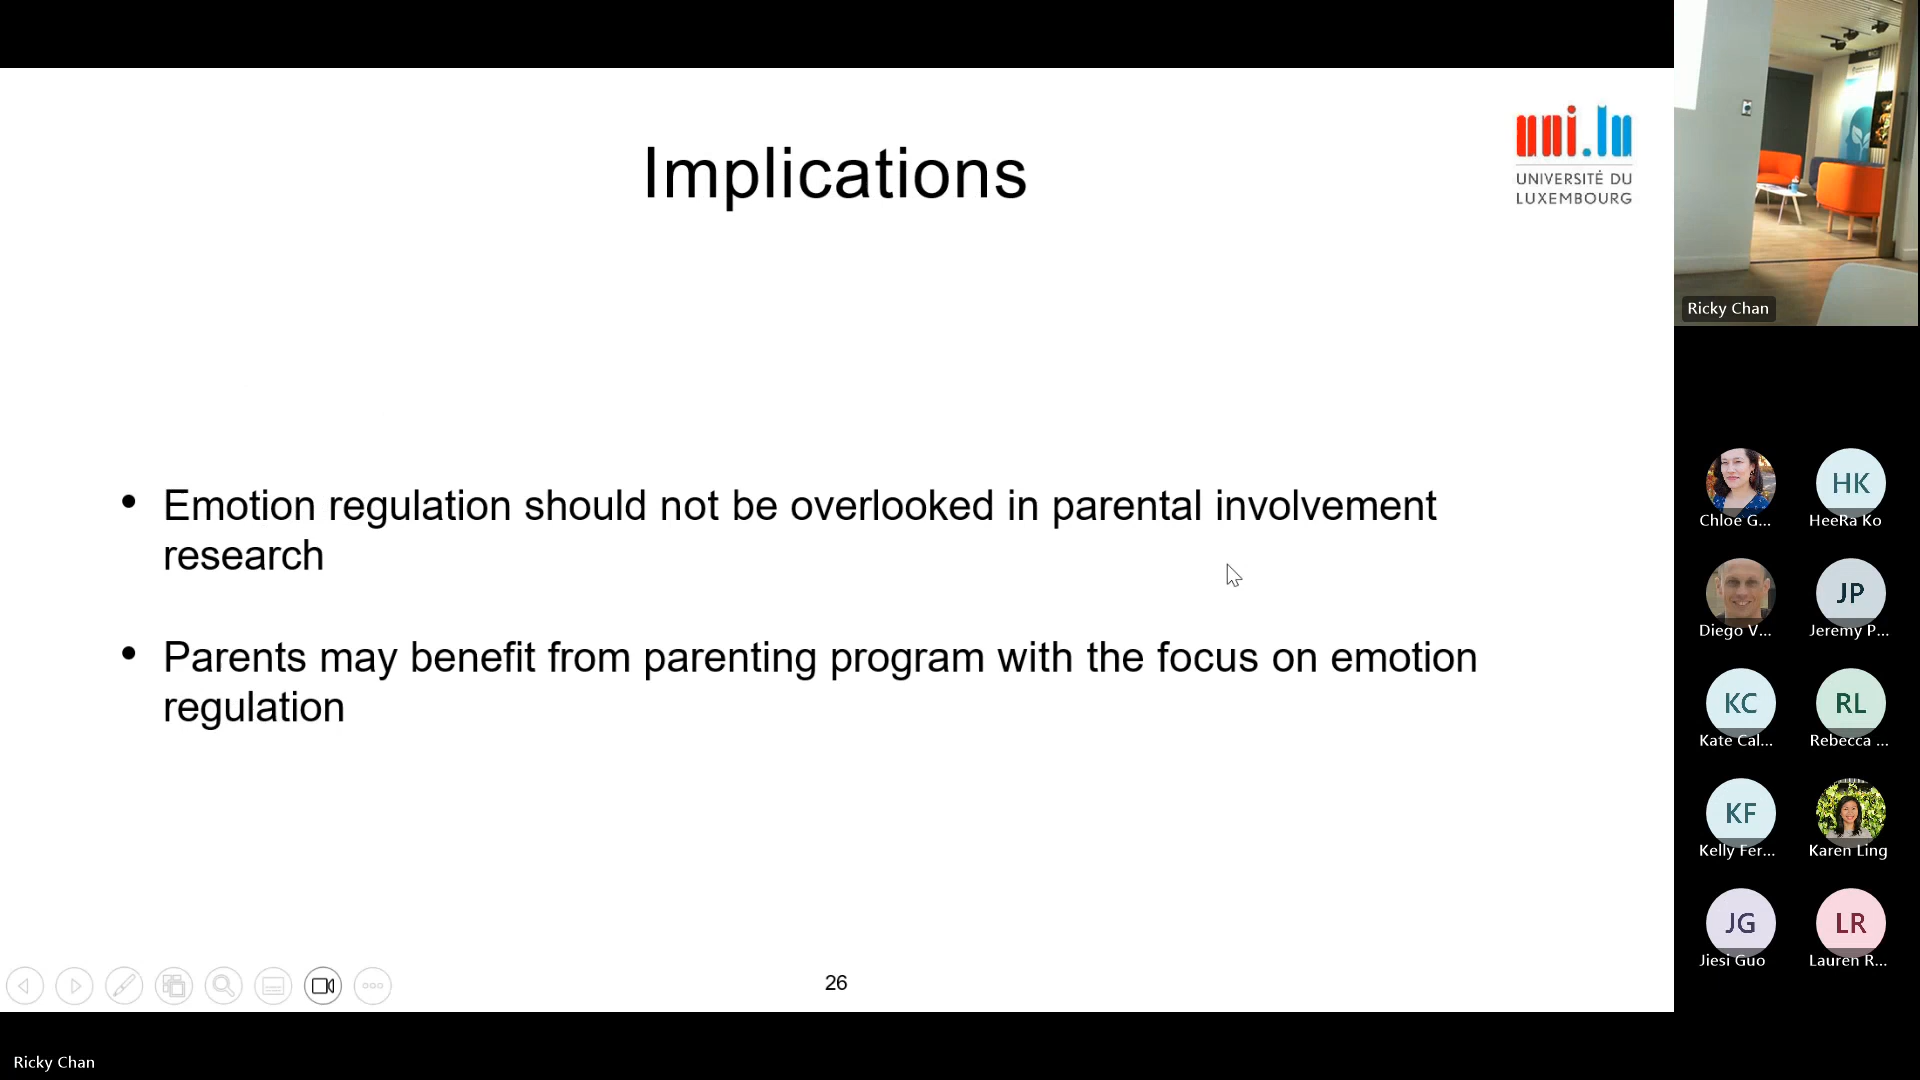 Implications
uni.lu
UNIVERSITÉ DU
LUXEMBOURG
• Emotion regulation should not be overlooked in parental involvement
research
• Parents may benefit from parenting program with the focus on emotion
regulation
26
Ricky Chan
Ricky Chan
Chloe G...
HK
HeeRa Ko
Diego V...
JP
Jeremy P...
KC
Kate Cal...
RL
Rebecca ...
KF
Kelly Fer...
Karen Ling
JG
Jiesi Guo
LR
Lauren R...